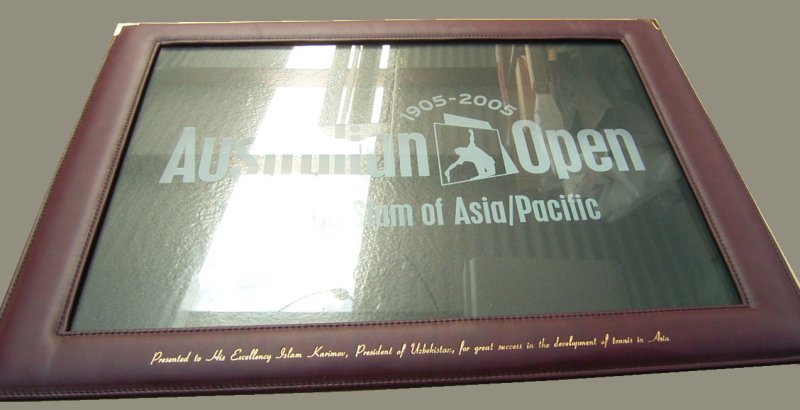 1905-2005
Australian Open
Slam of Asia/Pacific
Presented to His Excellency Islam Karimov, President of Uzbekistan, for great success in the development of tennis in Asia